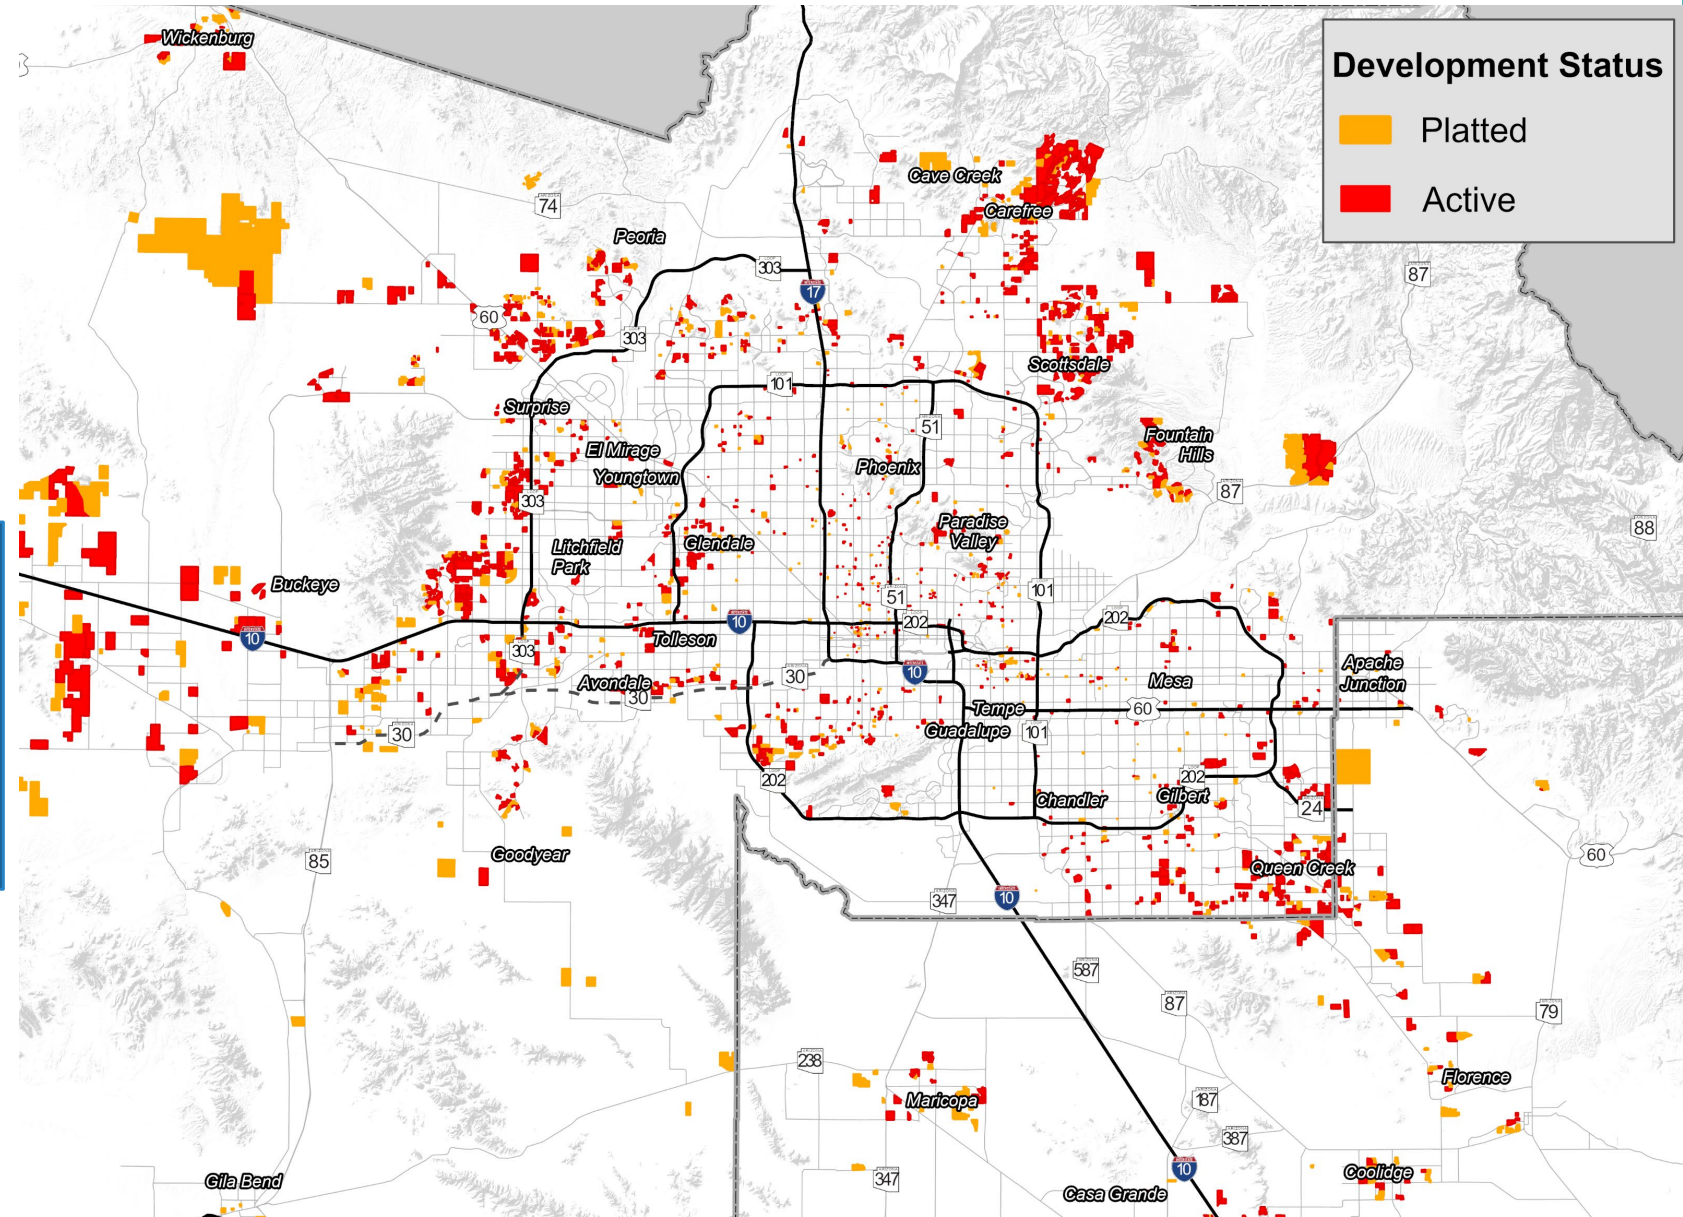 Development Status
Platted
Active
Wickenburg
Cave Creek
Carefree
74
Peoria
303
87
17
60
303
Scottsdale
101
Surprise
51
El Mirage
Youngtown
Phoenix
Fountain
Hills
87
303
Paradise
Valley
88
Glendale
Litchfield
Park
Buckeye
51
101
10
10
202
202
303
Tolleson
Apache
Junction
10
30
Avondale
30
Mesa
Tempe
60
Guadalupe
101
30
202
202
Chandler
Gilbert
24
85
Goodyear
Queen Creek
60
347
10
587
87
79
238
Maricopa
Florence
187
387
10
Coolidge
Gila Bend
347
Casa Grande